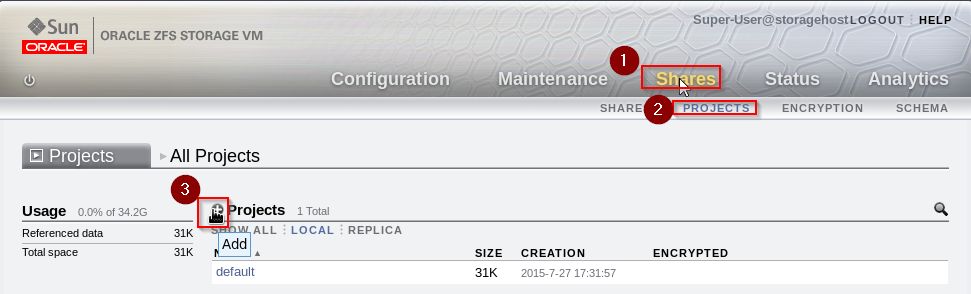 Super-User@storagehost LOGOUT HELP
Sun
ORACLE
ORACLE ZFS STORAGE VM
Configuration Maintenance Shares Status Analytics
1
SHARE PROJECTS ENCRYPTION SCHEMA
2
Projects All Projects
3
Usage 0.0% of 34.2G
Projects 1 Total
Referenced data 31K
Total space 31K
SHOW ALL LOCAL REPLICA
Add
SIZE CREATION ENCRYPTED
default 31K 2015-7-27 17:31:57